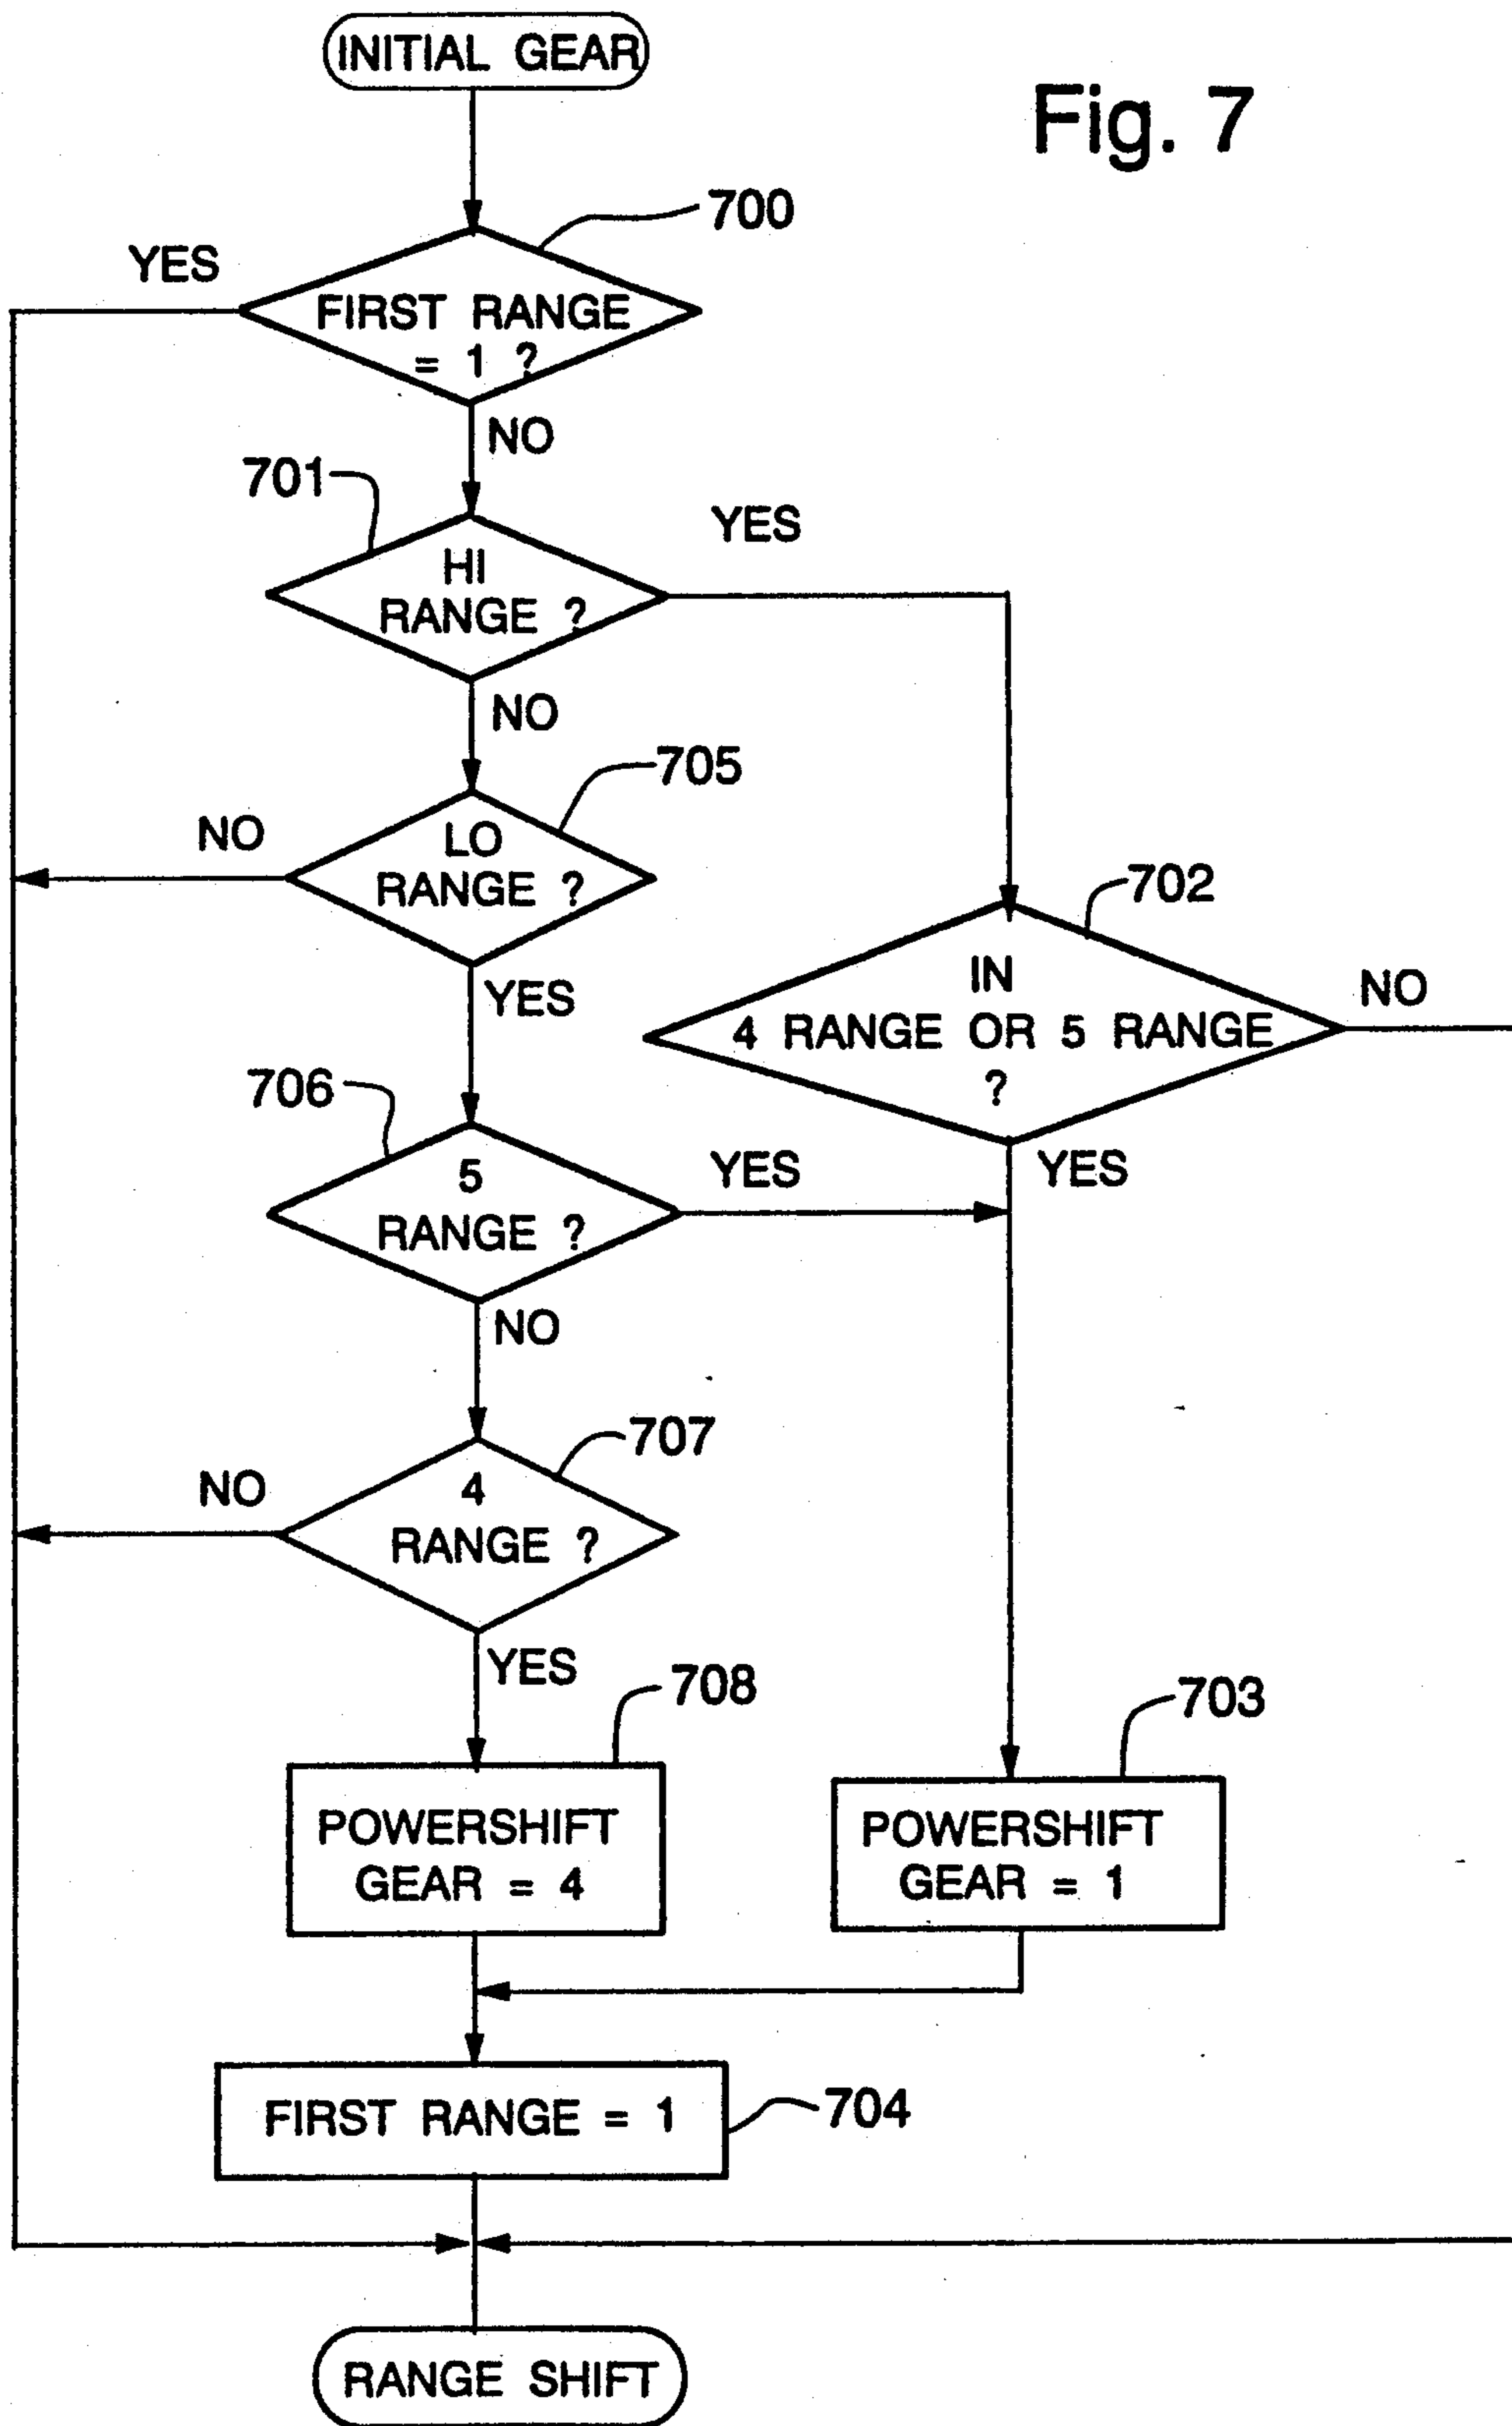 INITIAL GEAR
Fig. 7
700
YES
FIRST RANGE
= 1 ?
NO
701
YES
HI
RANGE ?
NO
705
NO
LO
RANGE ?
702
YES
IN
4 RANGE OR 5 RANGE
?
NO
706
5
RANGE ?
YES
YES
NO
707
NO
4
RANGE ?
YES
708
703
POWERSHIFT
GEAR = 4
POWERSHIFT
GEAR = 1
FIRST RANGE = 1
704
RANGE SHIFT